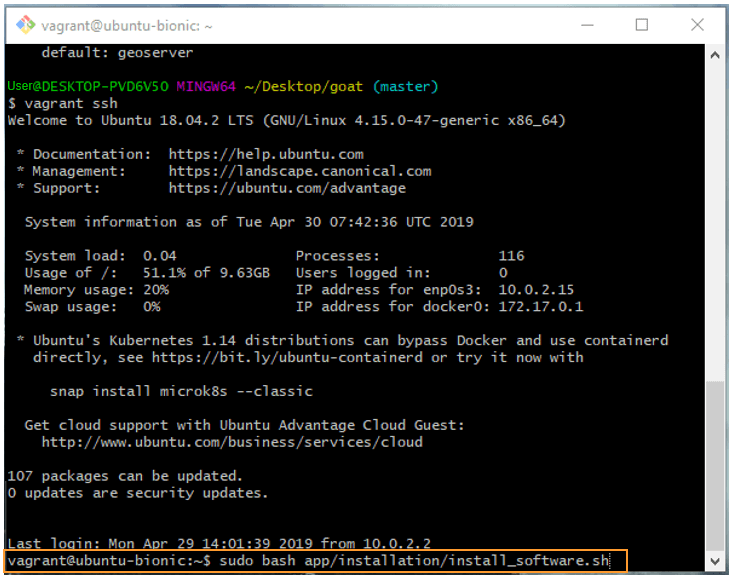 vagrant@ubuntu-bionic: ~
default: geoserver
User@DESKTOP-PVD6V50 MINGW64 ~/Desktop/goat (master)
$ vagrant ssh
Welcome to Ubuntu 18.04.2 LTS (GNU/Linux 4.15.0-47-generic x86_64)
* Documentation:  https://help.ubuntu.com
* Management:     https://landscape.canonical.com
* Support:        https://ubuntu.com/advantage
System information as of Tue Apr 30 07:42:36 UTC 2019
System load:  0.04               Processes:              116
Usage of /:   51.1% of 9.63GB   Users logged in:        0
Memory usage: 20%                IP address for enp0s3:  10.0.2.15
Swap usage:   0%                 IP address for docker0: 172.17.0.1
* Ubuntu's Kubernetes 1.14 distributions can bypass Docker and use containerd
directly, see https://bit.ly/ubuntu-containerd or try it now with
snap install microk8s --classic
Get cloud support with Ubuntu Advantage Cloud Guest:
http://www.ubuntu.com/business/services/cloud
107 packages can be updated.
0 updates are security updates.
Last login: Mon Apr 29 14:01:39 2019 from 10.0.2.2
vagrant@ubuntu-bionic:~$ sudo bash app/installation/install_software.sh